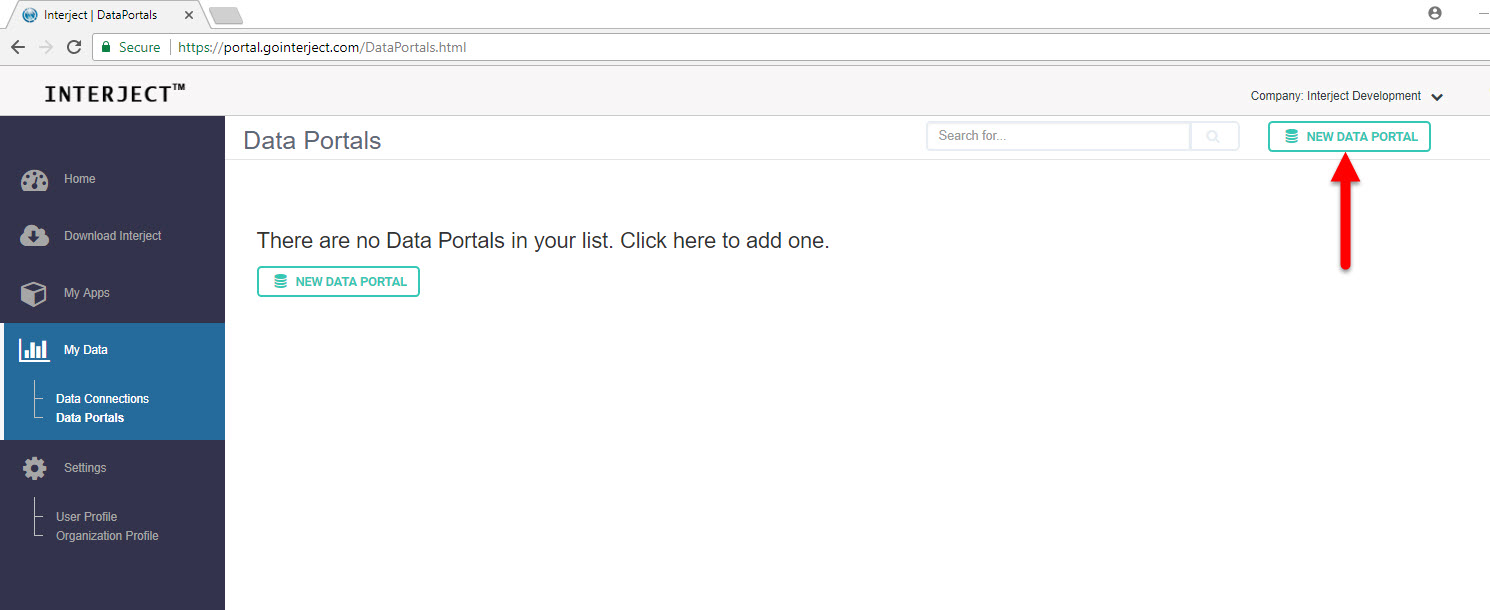 Interject | DataPortals
Secure
https://portal.gointerject.com/DataPortals.html
INTERJECT™
Company: Interject Development
Data Portals
Search for...
NEW DATA PORTAL
Home
Download Interject
My Apps
My Data
Data Connections
Data Portals
Settings
User Profile
Organization Profile
There are no Data Portals in your list. Click here to add one.
NEW DATA PORTAL